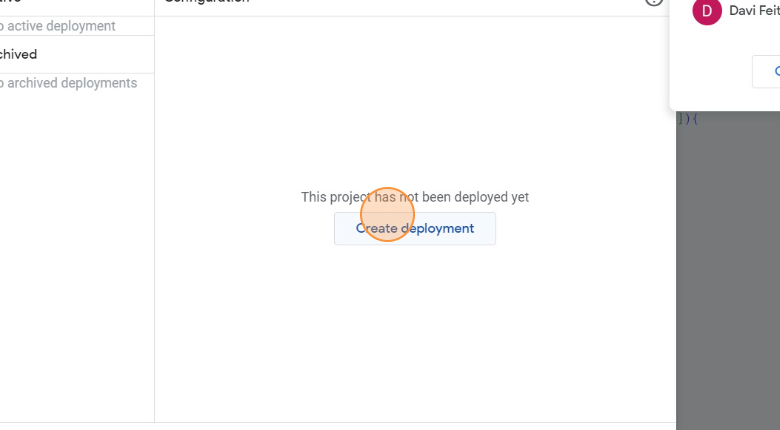 Davi Feit
o active deployment
chived
o archived deployments
]){
This project has not been deployed yet
Create deployment